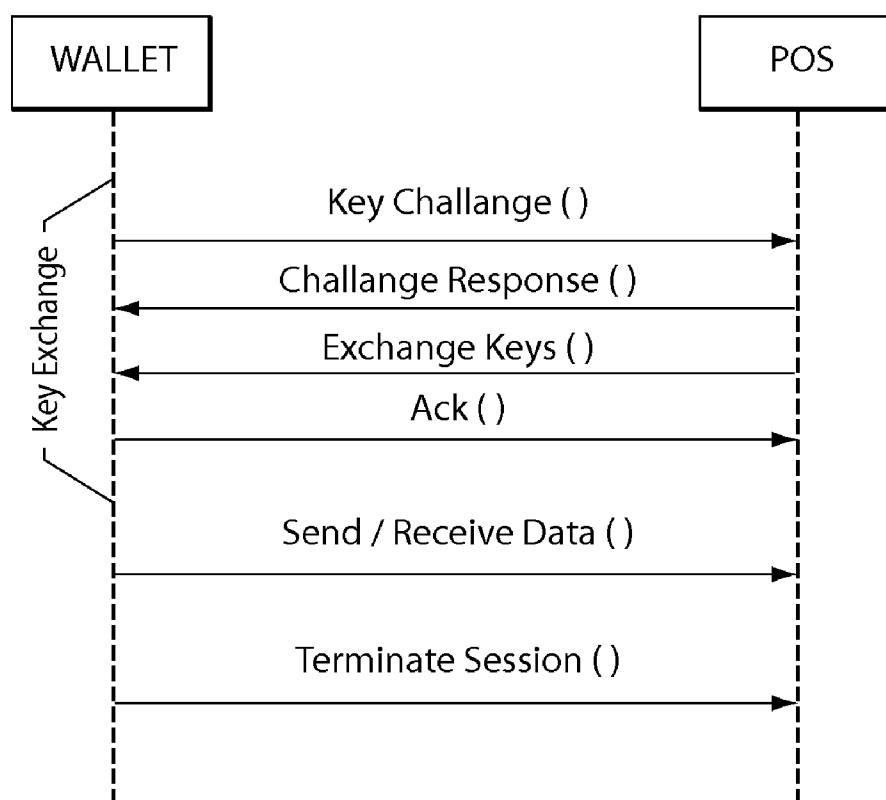 WALLET
POS
Key Challange ( )
Challange Response ( )
Exchange Keys ( )
Key Exchange
Ack ( )
Send / Receive Data ( )
Terminate Session ( )